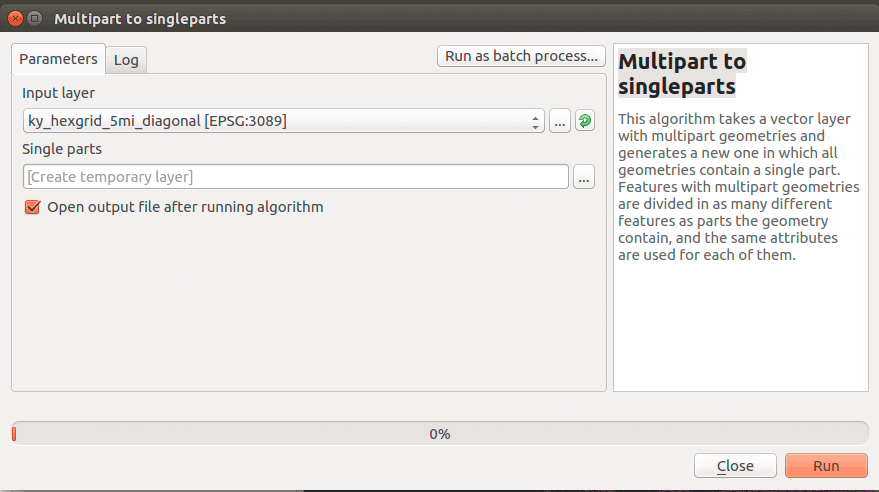 Multipart to singleparts
Parameters
Log
Run as batch process...
Input layer
ky_hexgrid_5mi_diagonal [EPSG:3089]
...
Single parts
[Create temporary layer]
...
Open output file after running algorithm
Multipart to
singleparts
This algorithm takes a vector layer
with multipart geometries and
generates a new one in which all
geometries contain a single part.
Features with multipart geometries
are divided in as many different
features as parts the geometry
contain, and the same attributes
are used for each of them.
0%
Close
Run